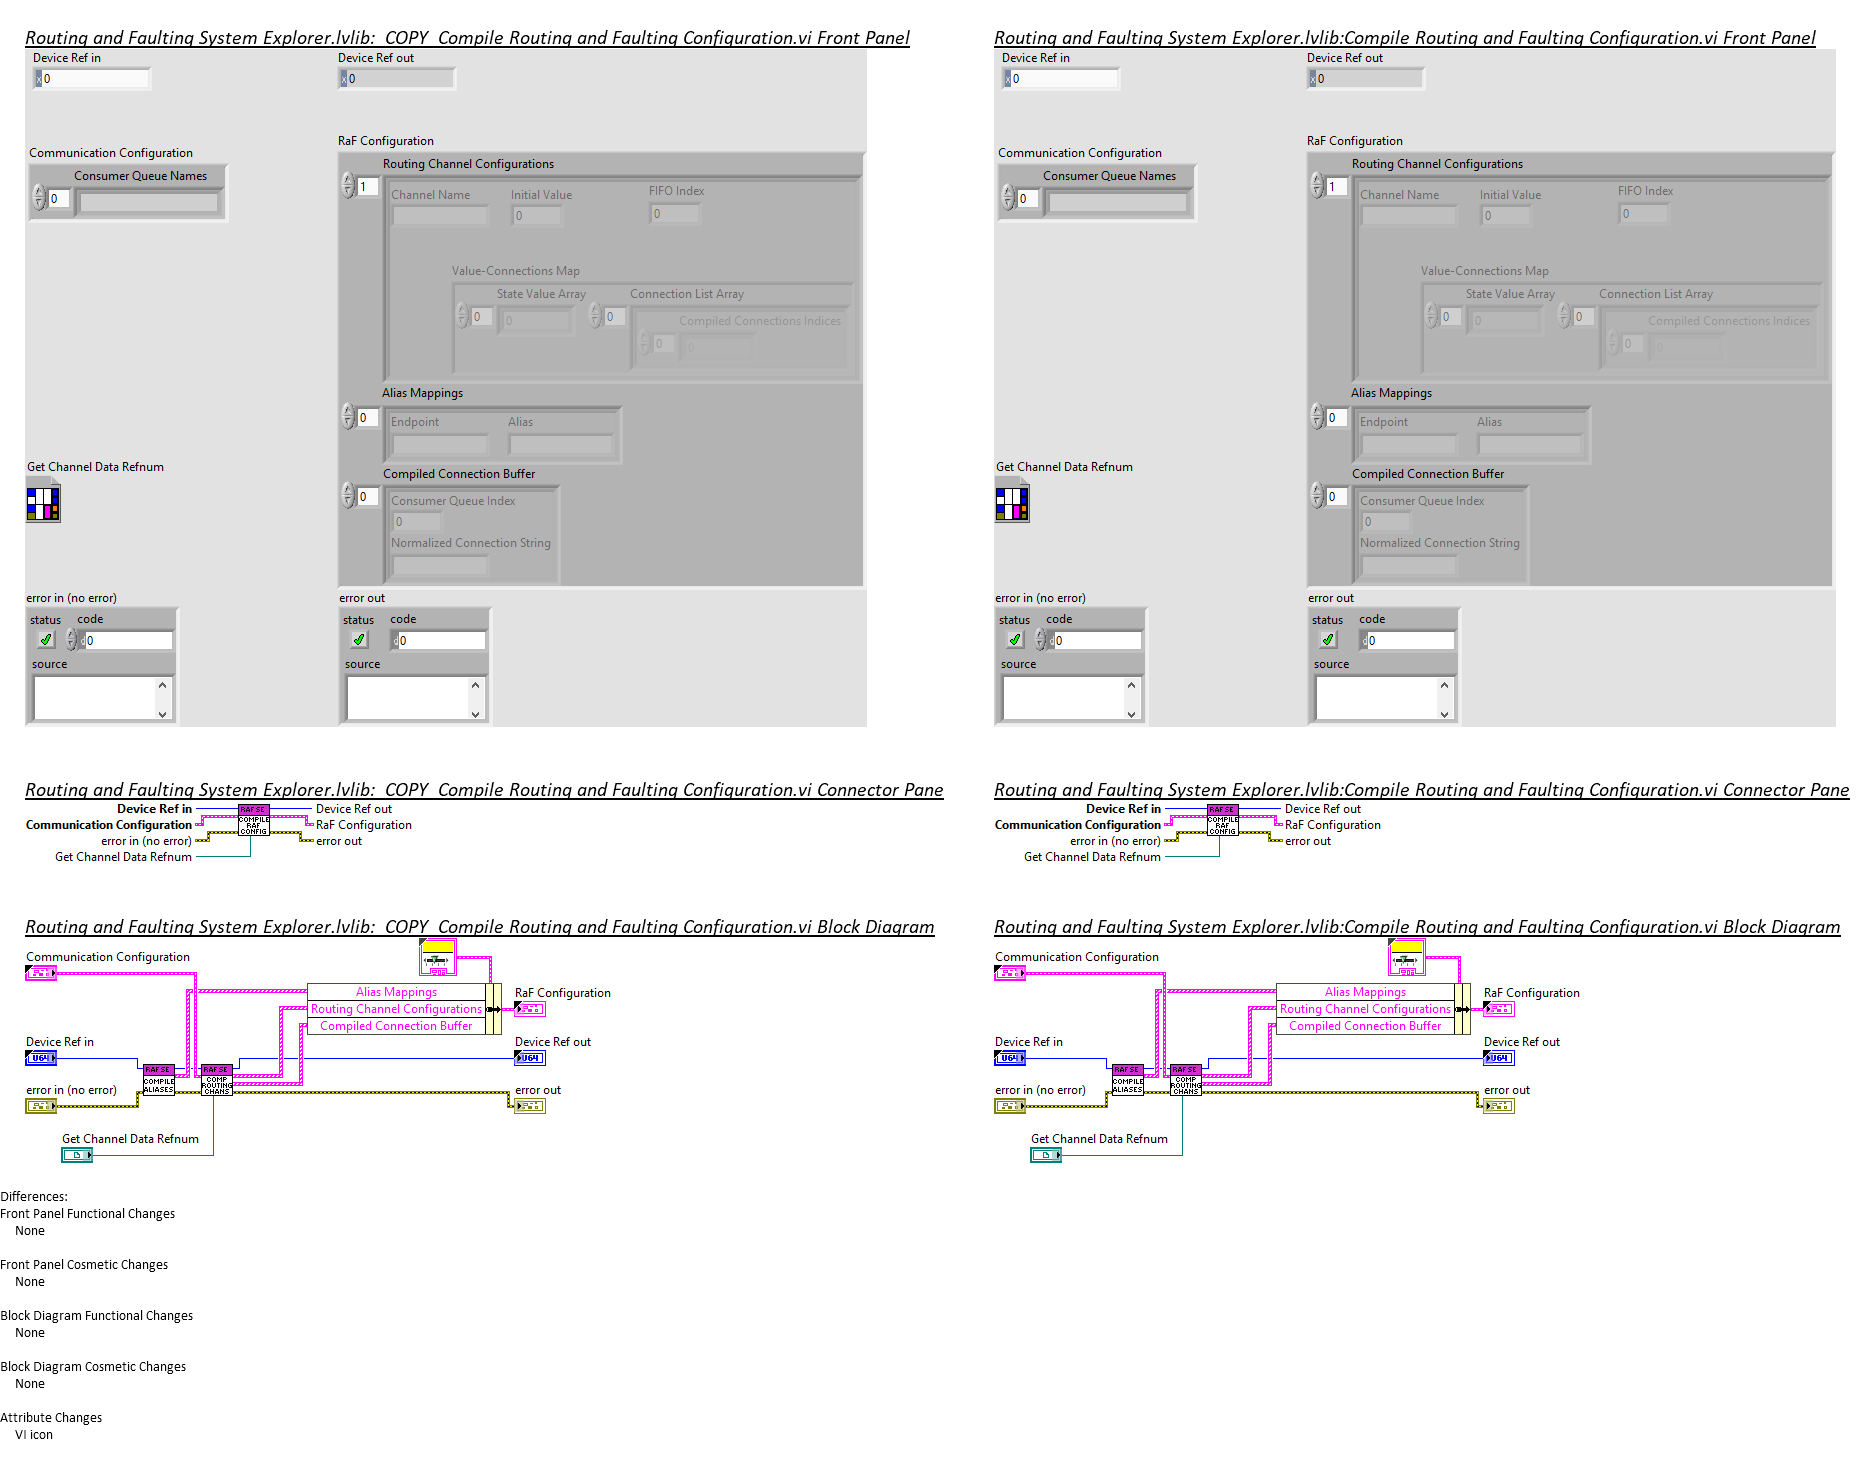 Routing and Faulting System Explorer.lvlib:  COPY  Compile Routing and Faulting Configuration.vi Front Panel
Device Ref in
Device Ref out
x 0
x 0
RaF Configuration
Communication Configuration
Routing Channel Configurations
Consumer Queue Names
1
Channel Name
Initial Value
FIFO Index
0
0
0
Value-Connections Map
State Value Array
Connection List Array
0
0
0
Compiled Connections Indices
0
0
Alias Mappings
0
Endpoint
Alias
Get Channel Data Refnum
Compiled Connection Buffer
0
Consumer Queue Index
0
Normalized Connection String
error in (no error)
error out
status
code
status
code
d 0
d 0
source
source
Routing and Faulting System Explorer.lvlib:Compile Routing and Faulting Configuration.vi Front Panel
Device Ref in
Device Ref out
x 0
x 0
RaF Configuration
Communication Configuration
Routing Channel Configurations
Consumer Queue Names
1
Channel Name
Initial Value
FIFO Index
0
0
0
Value-Connections Map
State Value Array
Connection List Array
0
0
0
Compiled Connections Indices
0
0
Alias Mappings
0
Endpoint
Alias
Get Channel Data Refnum
Compiled Connection Buffer
0
Consumer Queue Index
0
Normalized Connection String
error in (no error)
error out
status
code
status
code
d 0
d 0
source
source
Routing and Faulting System Explorer.lvlib:  COPY  Compile Routing and Faulting Configuration.vi Connector Pane
Device Ref in
RAF SE
Device Ref out
Communication Configuration
COMPILE
RAF
CONFIG
RaF Configuration
error in (no error)
error out
Get Channel Data Refnum
Routing and Faulting System Explorer.lvlib:Compile Routing and Faulting Configuration.vi Connector Pane
Device Ref in
RAF SE
Device Ref out
Communication Configuration
COMPILE
RAF
CONFIG
RaF Configuration
error in (no error)
error out
Get Channel Data Refnum
Routing and Faulting System Explorer.lvlib:  COPY  Compile Routing and Faulting Configuration.vi Block Diagram
Communication Configuration
Alias Mappings
Routing Channel Configurations
Compiled Connection Buffer
RaF Configuration
Device Ref in
U64
Device Ref out
U64
RAF SE
COMPILE
ALIASES
RAF SE
COMP
ROUTING
CHANS
error in (no error)
error out
Get Channel Data Refnum
Routing and Faulting System Explorer.lvlib:Compile Routing and Faulting Configuration.vi Block Diagram
Communication Configuration
Alias Mappings
Routing Channel Configurations
Compiled Connection Buffer
RaF Configuration
Device Ref in
U64
Device Ref out
U64
RAF SE
COMPILE
ALIASES
RAF SE
COMP
ROUTING
CHANS
error in (no error)
error out
Get Channel Data Refnum
Differences:
Front Panel Functional Changes
None
Front Panel Cosmetic Changes
None
Block Diagram Functional Changes
None
Block Diagram Cosmetic Changes
None
Attribute Changes
VI icon